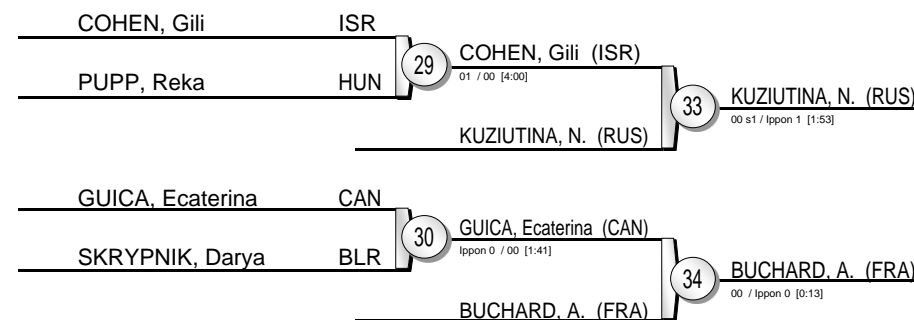 COHEN, Gili ISR
PUPP, Reka HUN
29
COHEN, Gili (ISR)
01 / 00 [4:00]
KUZIUTINA, N. (RUS)
33
KUZIUTINA, N. (RUS)
00 s1 / Ippon 1 [1:53]
GUICA, Ecaterina CAN
SKRYPNIK, Darya BLR
30
GUICA, Ecaterina (CAN)
Ippon 0 / 00 [1:41]
BUCHARD, A. (FRA)
34
BUCHARD, A. (FRA)
00 / Ippon 0 [0:13]